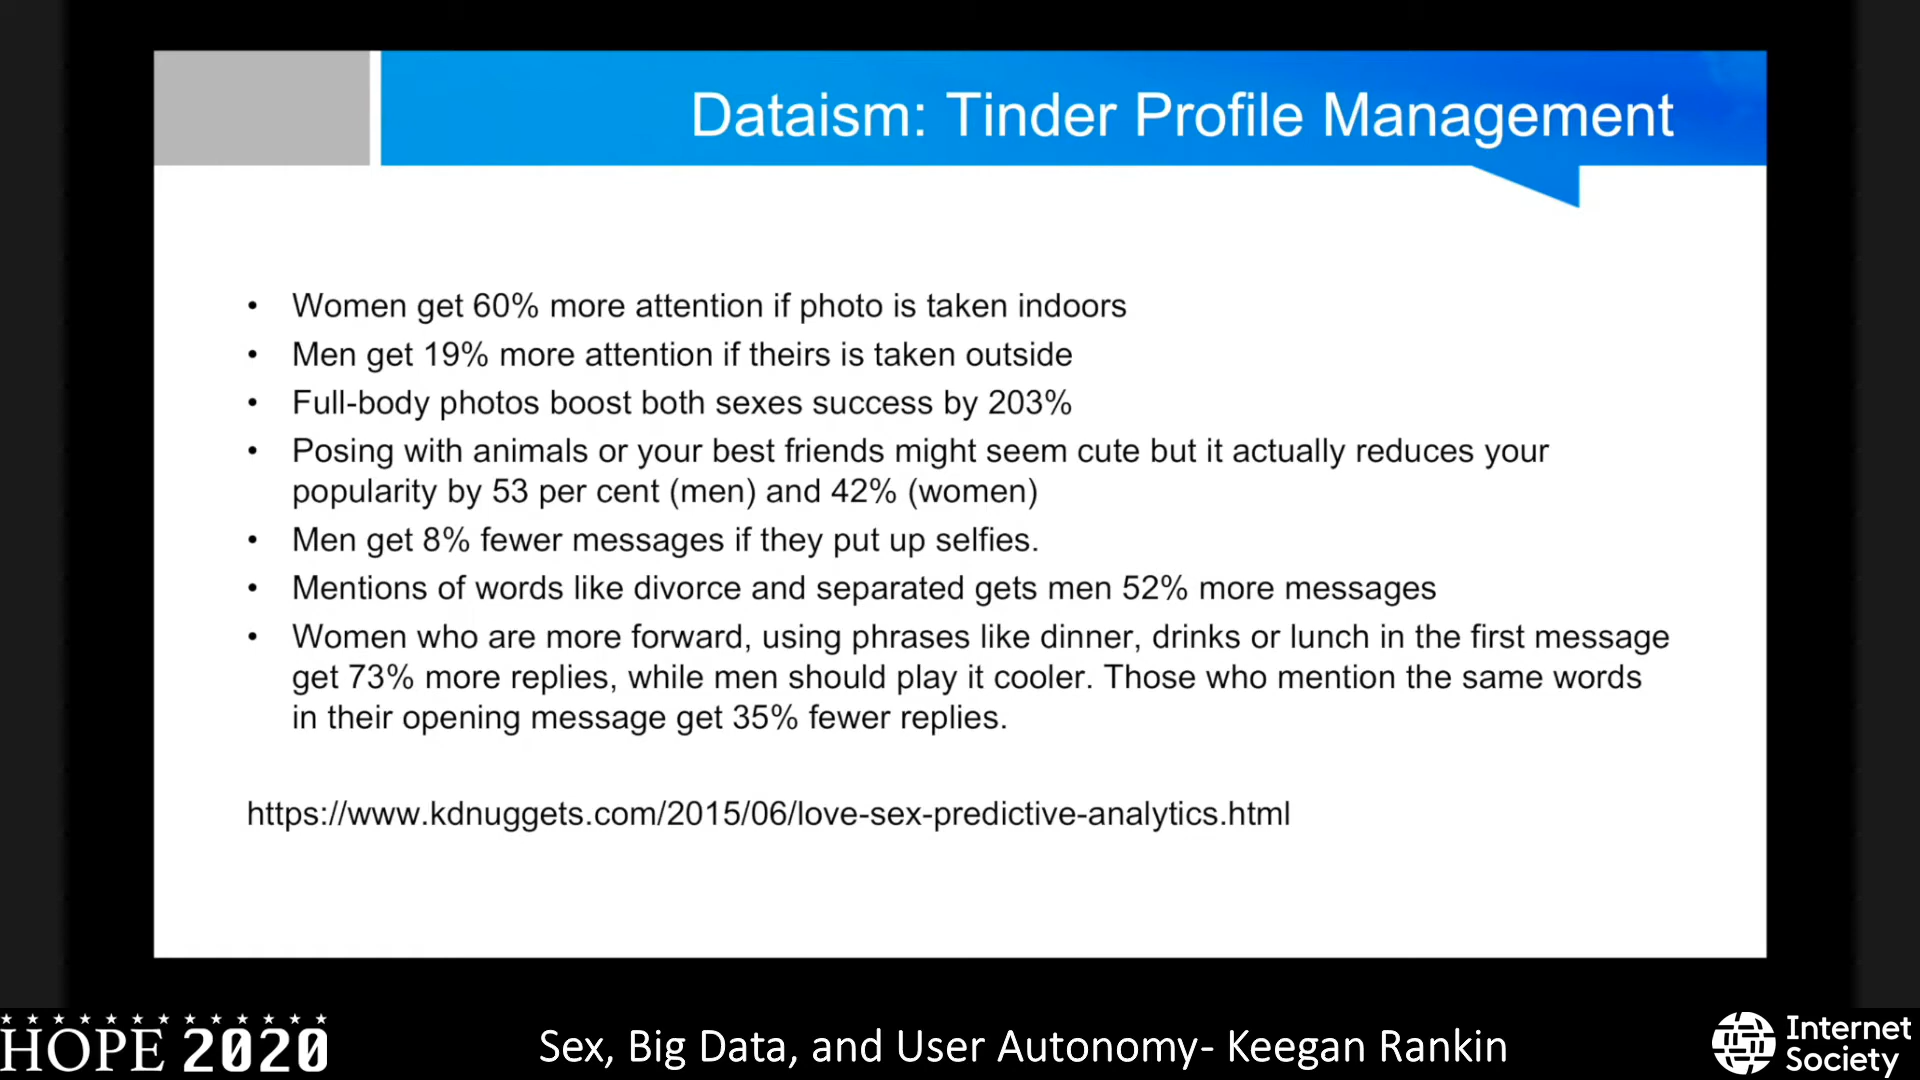 Dataism: Tinder Profile Management
• Women get 60% more attention if photo is taken indoors
• Men get 19% more attention if theirs is taken outside
• Full-body photos boost both sexes success by 203%
• Posing with animals or your best friends might seem cute but it actually reduces your
popularity by 53 per cent (men) and 42% (women)
• Men get 8% fewer messages if they put up selfies.
• Mentions of words like divorce and separated gets men 52% more messages
• Women who are more forward, using phrases like dinner, drinks or lunch in the first message
get 73% more replies, while men should play it cooler. Those who mention the same words
in their opening message get 35% fewer replies.
https://www.kdnuggets.com/2015/06/love-sex-predictive-analytics.html
HOPE 2020
Sex, Big Data, and User Autonomy- Keegan Rankin
Internet
Society